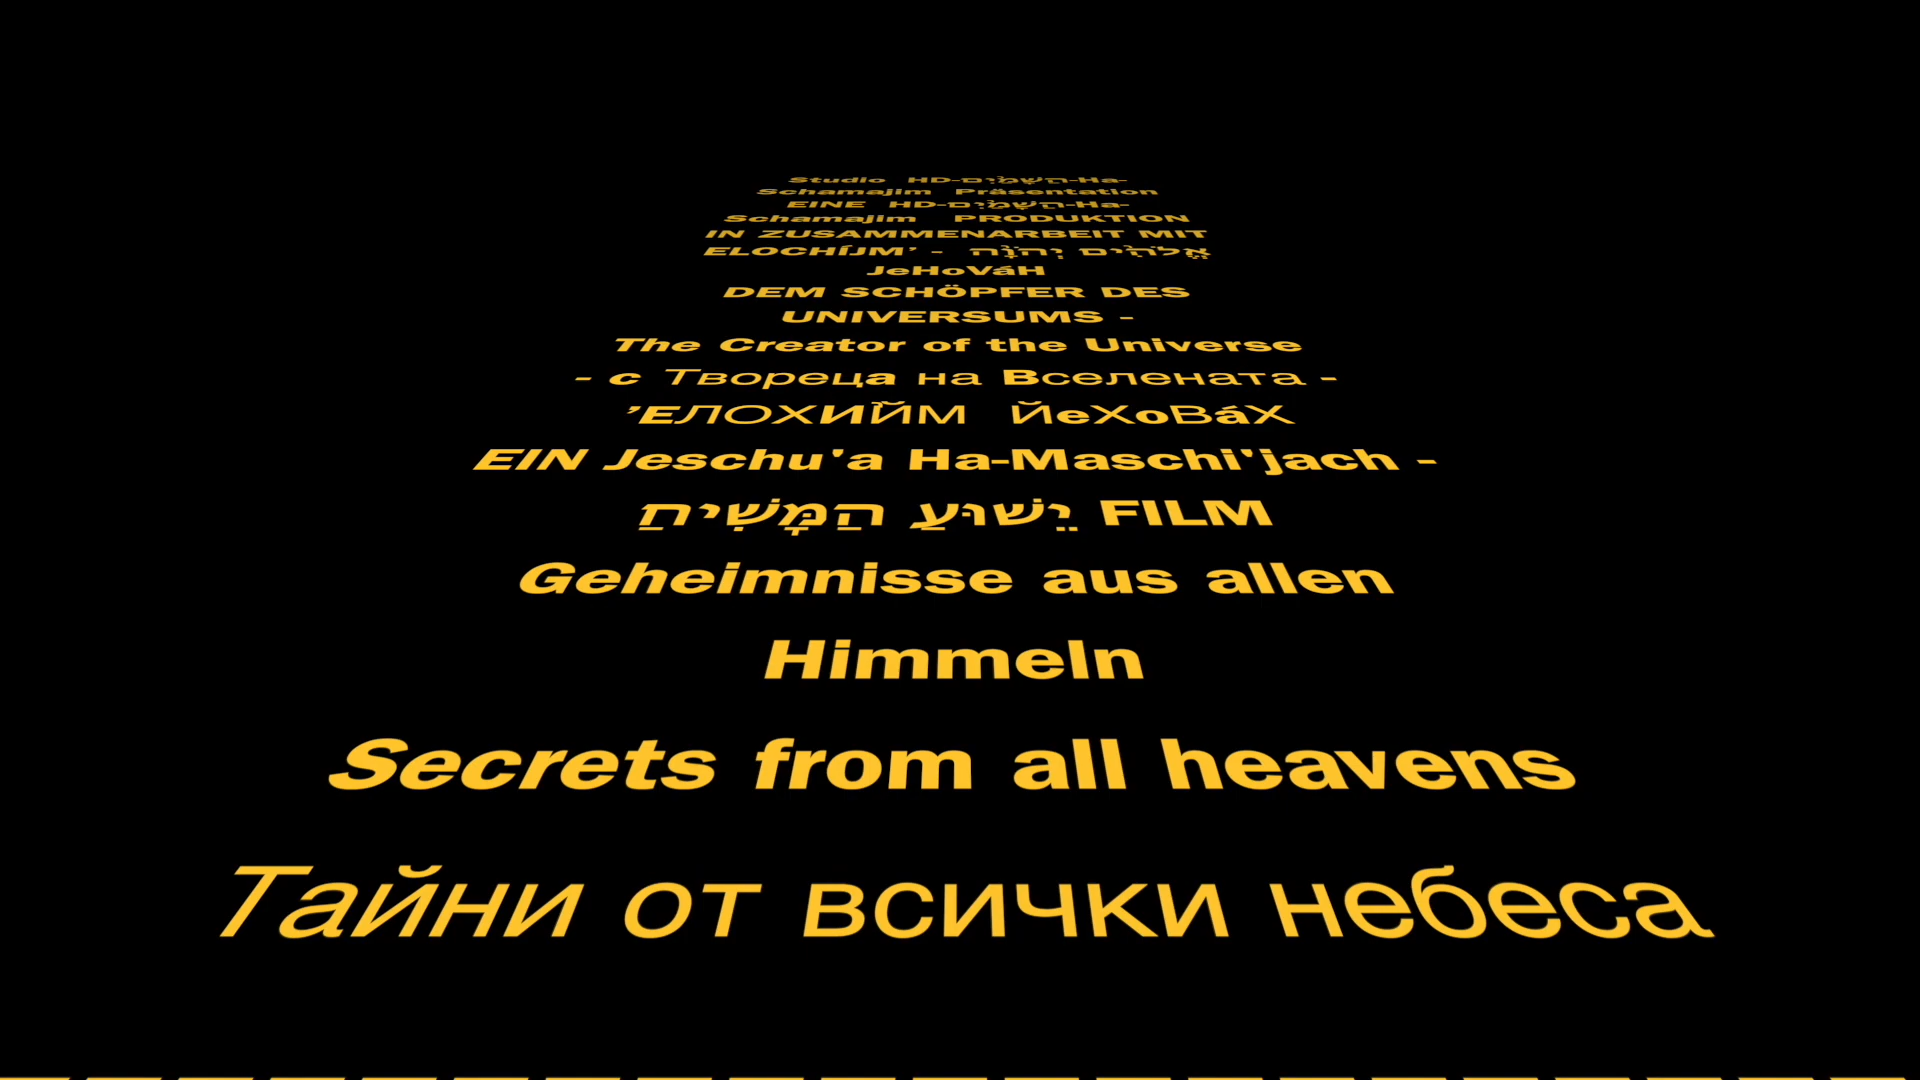 Studio HD-הַשָּׁמַ֫יִם-Ha-
Schamajim Präsentation
EINE HD-הַשָּׁמַ֫יִם-Ha-
Schamajim PRODUKTION
IN ZUSAMMENARBEIT MIT
ELOCHÍJM’ - אֱלֹהִ֔ים יְהֹוָ֨ה
JeHoVáH
DEM SCHÖPFER DES
UNIVERSUMS -
The Creator of the Universe
- с Твореца на Вселената -
’ЕЛОХИЙ̀М ЙеХоВáХ
EIN Jeschu'a Ha-Maschi'jach -
יֵשׁוּעַ הַמָּשִׁיחַ FILM
Geheimnisse aus allen
Himmeln
Secrets from all heavens
Тайни от всички небеса